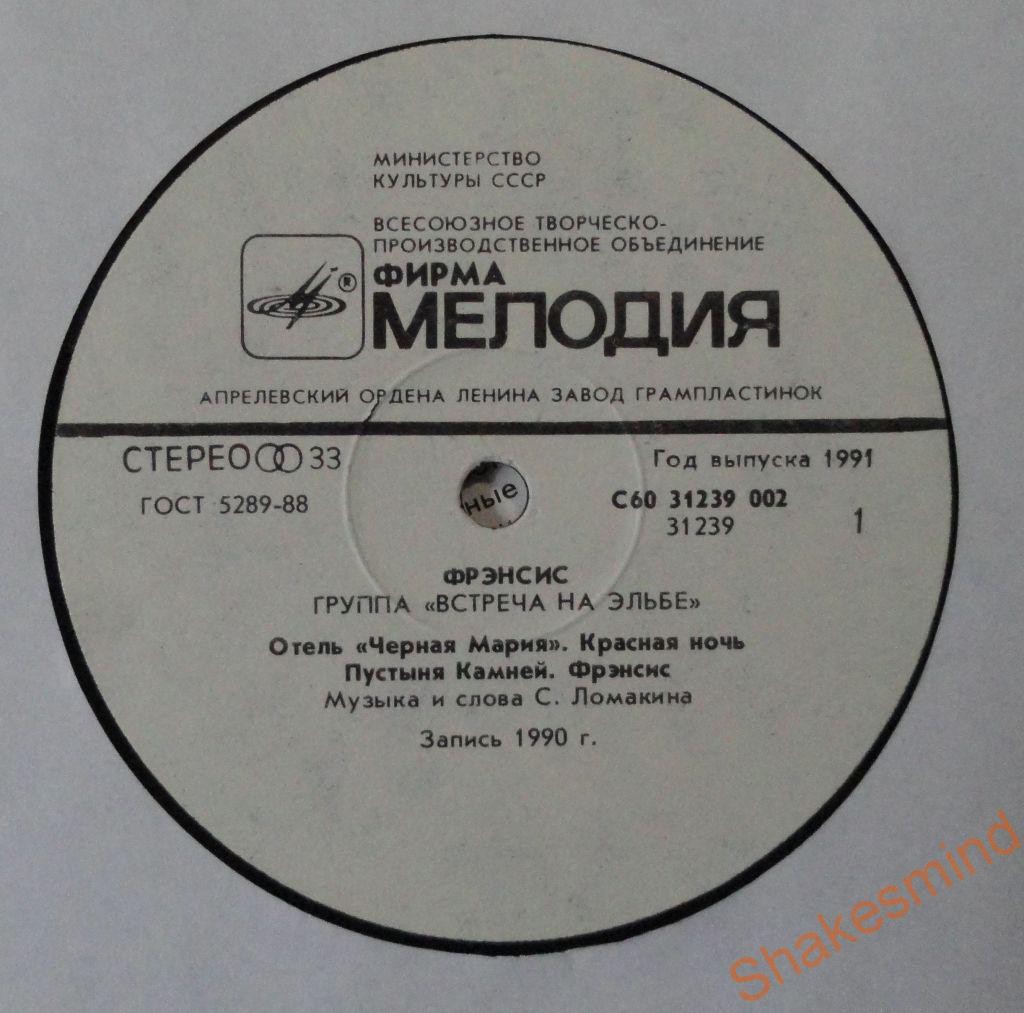 МИНИСТЕРСТВО
КУЛЬТУРЫ СССР
ВСЕСОЮЗНОЕ ТВОРЧЕСКО-
ПРОИЗВОДСТВЕННОЕ ОБЪЕДИНЕНИЕ
®
ФИРМА
МЕЛОДИЯ
АПРЕЛЕВСКИЙ ОРДЕНА ЛЕНИНА ЗАВОД ГРАМПЛАСТИНОК
СТЕРЕО 33
Год выпуска 1991
ГОСТ 5289-88
С60 31239 002
31239
1
ные
ФРЭНСИС
ГРУППА «ВСТРЕЧА НА ЭЛЬБЕ»
Отель «Черная Мария». Красная ночь
Пустыня Камней. Фрэнсис
Музыка и слова С. Ломакина
Запись 1990 г.
Shakesmind